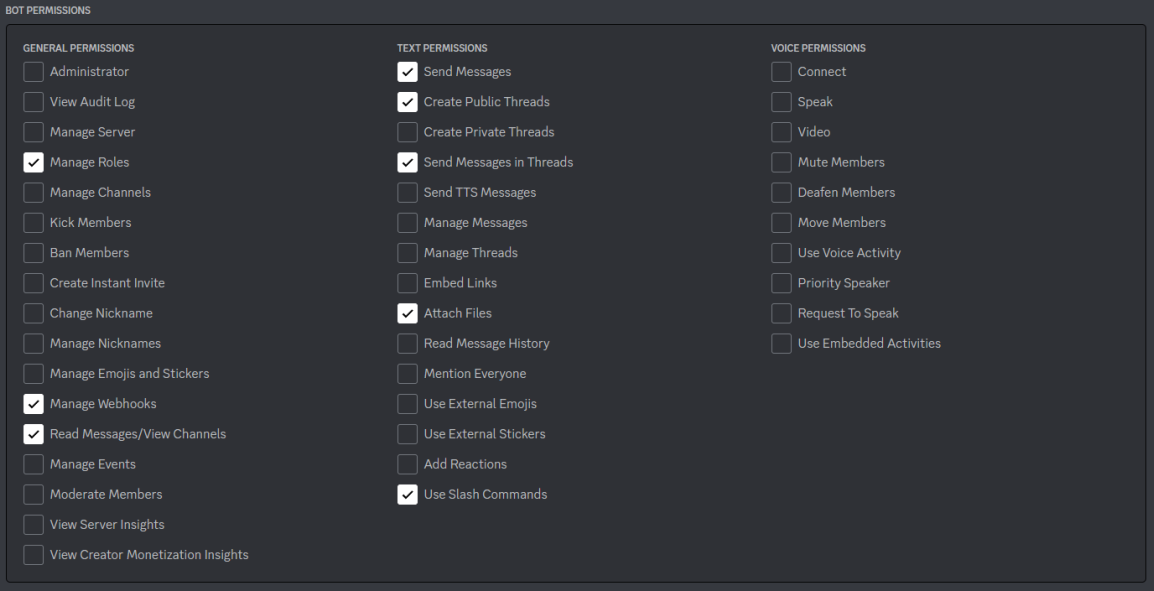 BOT PERMISSIONS
GENERAL PERMISSIONS
Administrator
View Audit Log
Manage Server
Manage Roles
Manage Channels
Kick Members
Ban Members
Create Instant Invite
Change Nickname
Manage Nicknames
Manage Emojis and Stickers
Manage Webhooks
Read Messages/View Channels
Manage Events
Moderate Members
View Server Insights
View Creator Monetization Insights
TEXT PERMISSIONS
Send Messages
Create Public Threads
Create Private Threads
Send Messages in Threads
Send TTS Messages
Manage Messages
Manage Threads
Embed Links
Attach Files
Read Message History
Mention Everyone
Use External Emojis
Use External Stickers
Add Reactions
Use Slash Commands
VOICE PERMISSIONS
Connect
Speak
Video
Mute Members
Deafen Members
Move Members
Use Voice Activity
Priority Speaker
Request To Speak
Use Embedded Activities